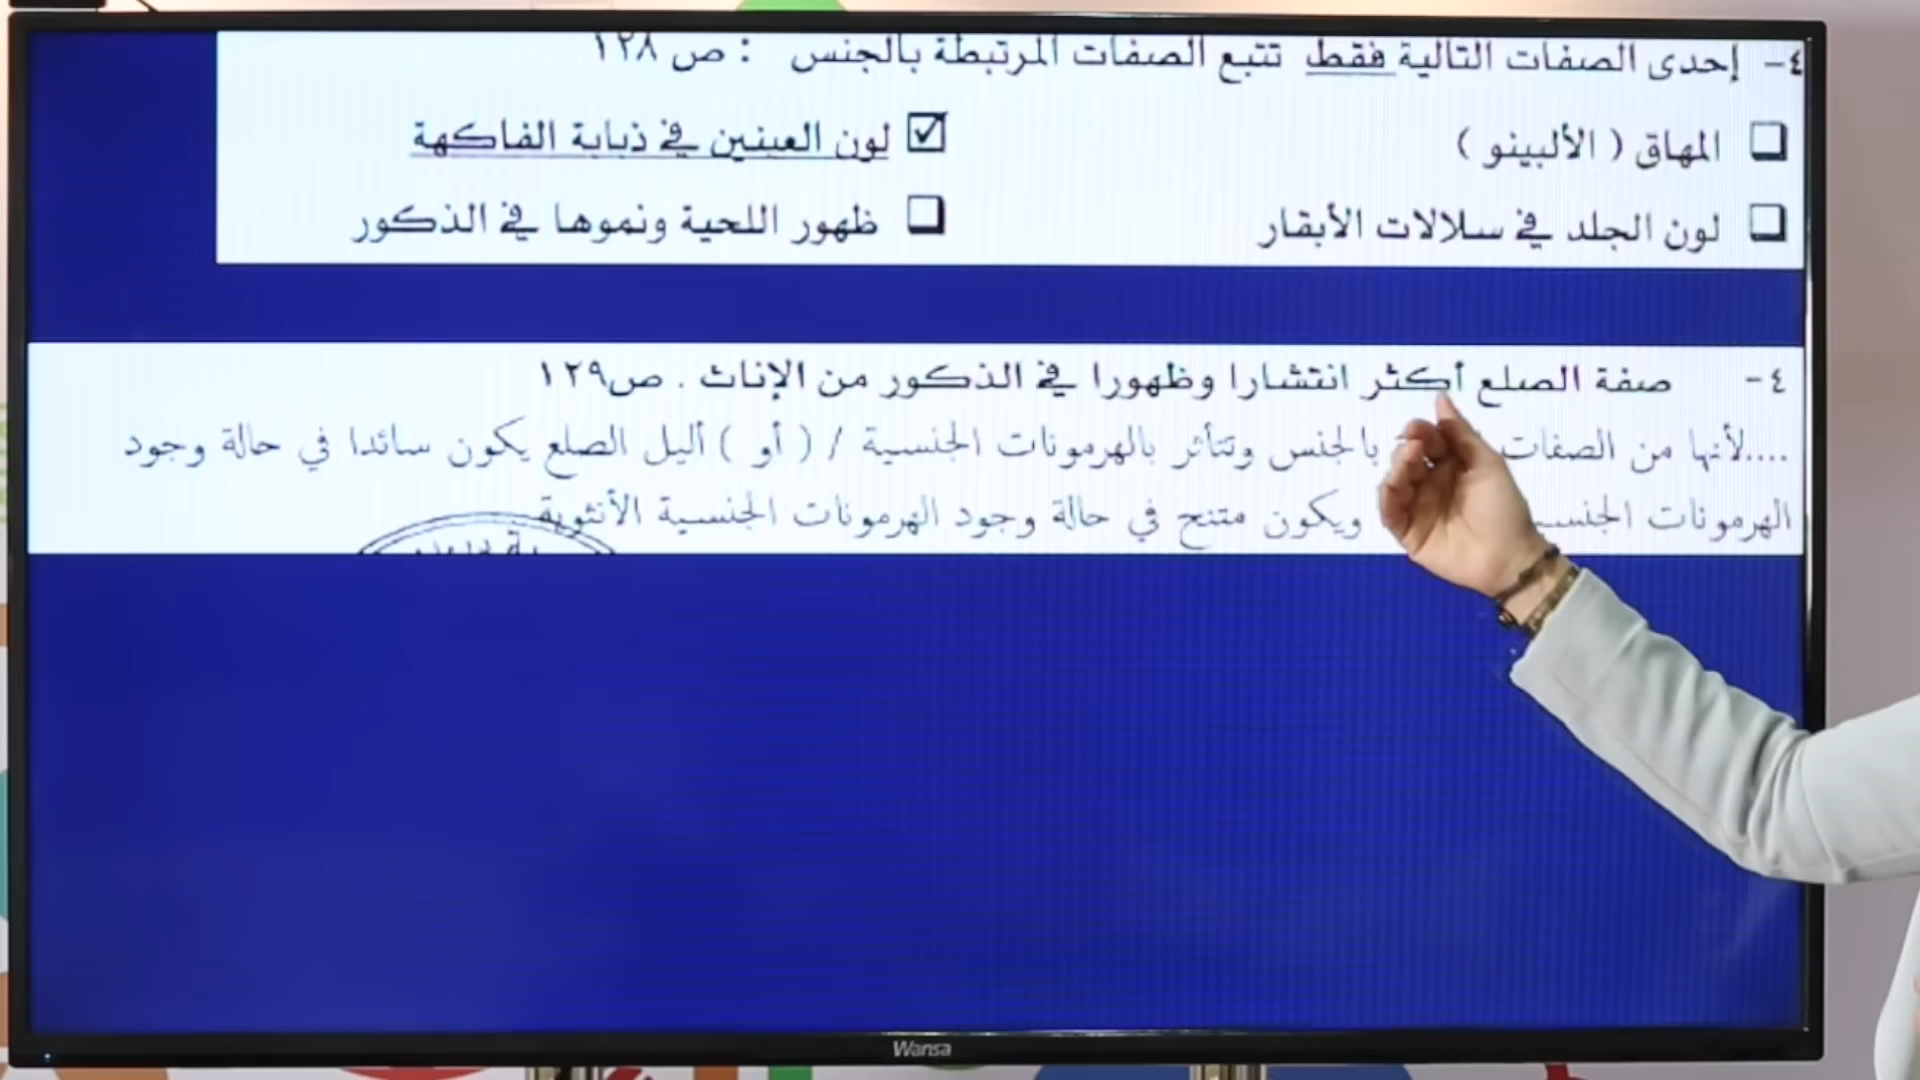 ٤- إحدى الصفات التالية فقط تتبع الصفات المرتبطة بالجنس : ص ١٢٨
المهاق ( الألبينو )
لون العينين في ذبابة الفاكهة
لون الجلد في سلالات الأبقار
ظهور اللحية ونموها في الذكور
٤- صفة الصلع أكثر انتشارا وظهورا في الذكور من الإناث . ص١٢٩
....لأنها من الصفات بالجنس وتتأثر بالهرمونات الجنسية / ( أو ) أليل الصلع يكون سائدا في حالة وجود
الهرمونات ويكون متنح في حالة وجود الهرمونات الجنسية الأنثوية
Wansa